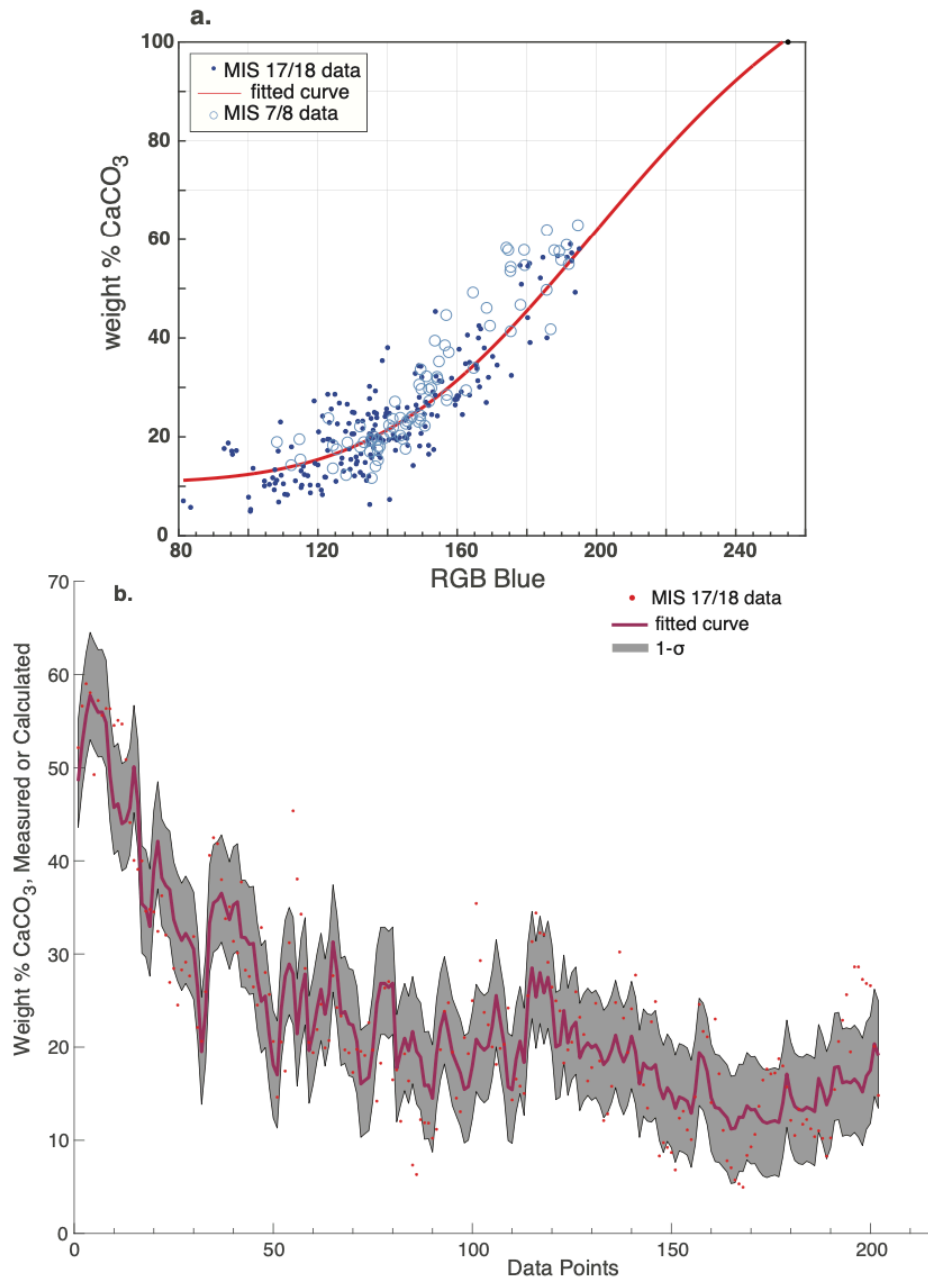 a.
100
80
60
40
20
0
weight % CaCO₃
MIS 17/18 data
fitted curve
MIS 7/8 data
80
120
160
200
240
RGB Blue
b.
70
60
50
40
30
20
10
0
Weight % CaCO₃, Measured or Calculated
MIS 17/18 data
fitted curve
1-σ
0
50
100
150
200
Data Points